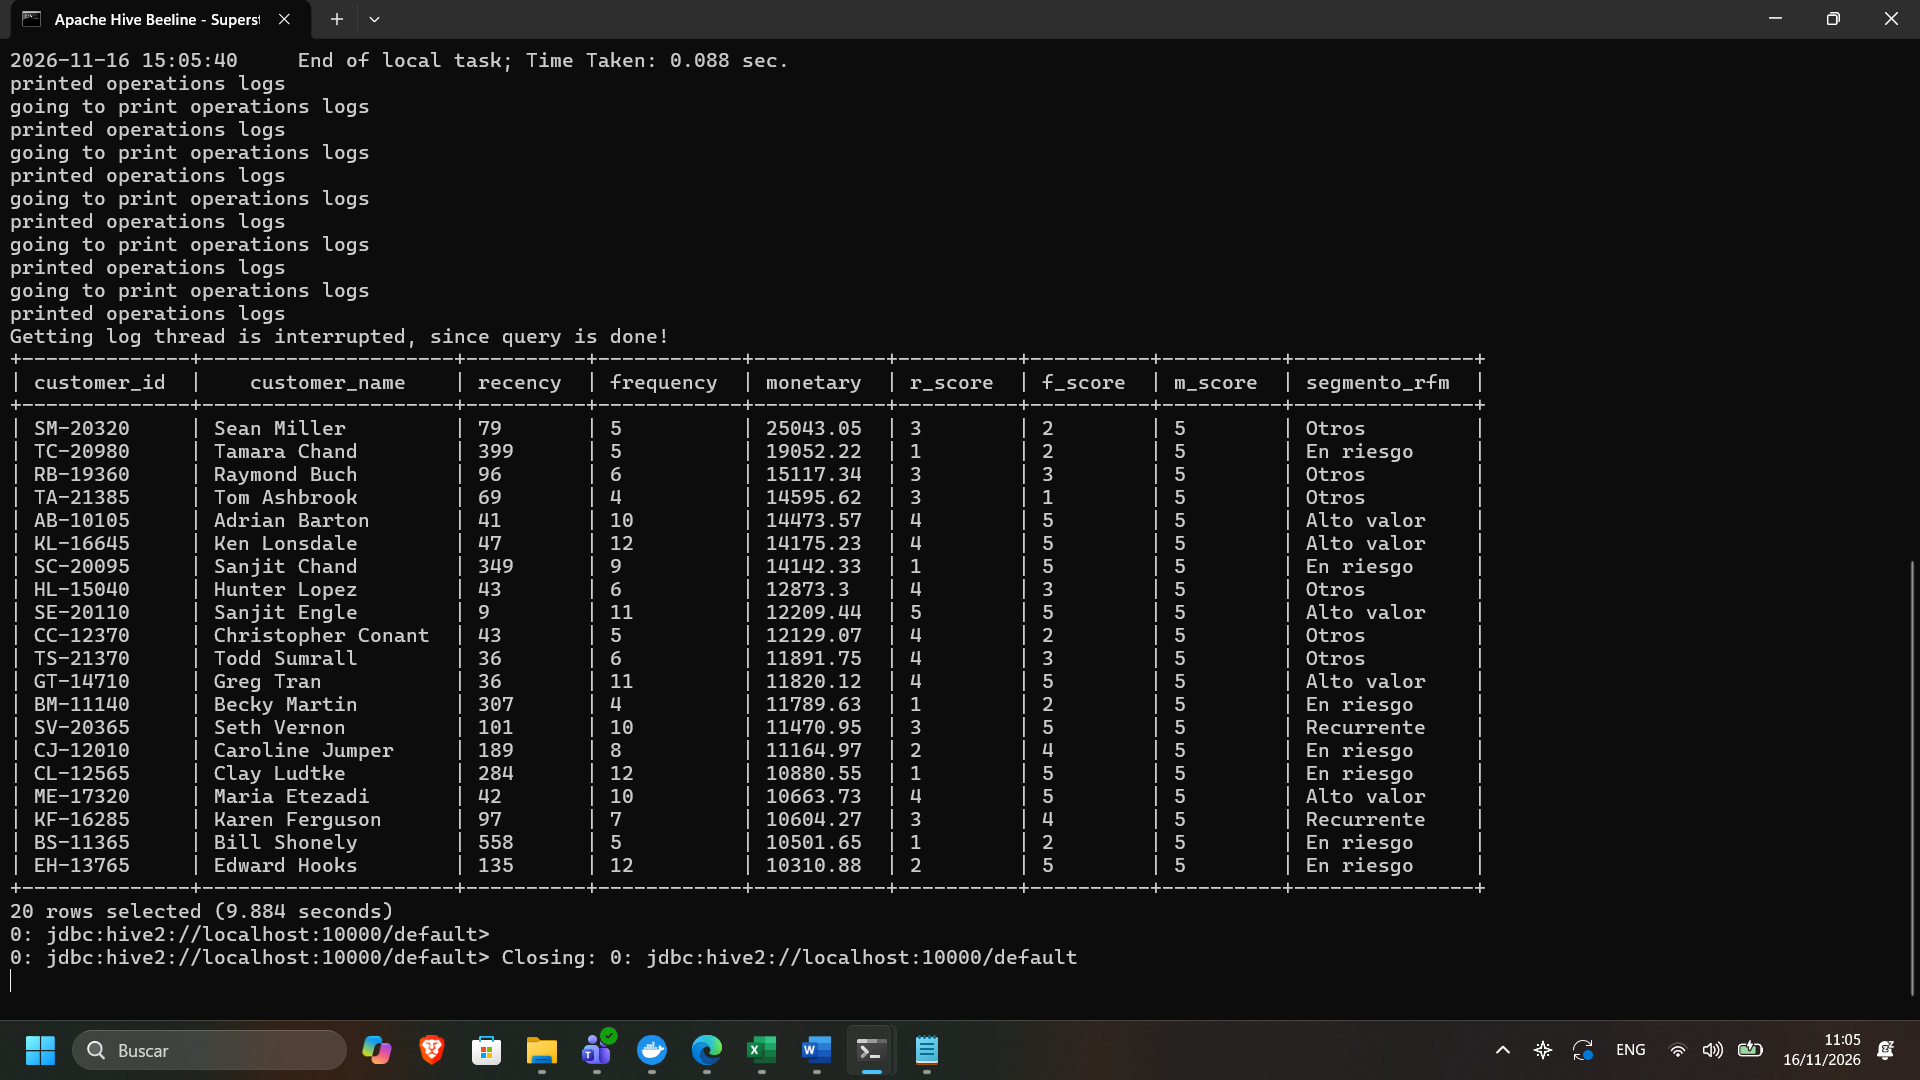 Apache Hive Beeline - Superst
2026-11-16 15:05:40     End of local task; Time Taken: 0.088 sec.
printed operations logs
going to print operations logs
printed operations logs
going to print operations logs
printed operations logs
going to print operations logs
printed operations logs
going to print operations logs
printed operations logs
going to print operations logs
printed operations logs
Getting log thread is interrupted, since query is done!
+--------------+---------------------+----------+------------+-----------+----------+----------+----------+---------------+
| customer_id  |    customer_name    | recency  | frequency  | monetary  | r_score  | f_score  | m_score  | segmento_rfm  |
+--------------+---------------------+----------+------------+-----------+----------+----------+----------+---------------+
| SM-20320     | Sean Miller         | 79       | 5          | 25043.05  | 3        | 2        | 5        | Otros         |
| TC-20980     | Tamara Chand        | 399      | 5          | 19052.22  | 1        | 2        | 5        | En riesgo     |
| RB-19360     | Raymond Buch        | 96       | 6          | 15117.34  | 3        | 3        | 5        | Otros         |
| TA-21385     | Tom Ashbrook        | 69       | 4          | 14595.62  | 3        | 1        | 5        | Otros         |
| AB-10105     | Adrian Barton       | 41       | 10         | 14473.57  | 4        | 5        | 5        | Alto valor    |
| KL-16645     | Ken Lonsdale        | 47       | 12         | 14175.23  | 4        | 5        | 5        | Alto valor    |
| SC-20095     | Sanjit Chand        | 349      | 9          | 14142.33  | 1        | 5        | 5        | En riesgo     |
| HL-15040     | Hunter Lopez        | 43       | 6          | 12873.3   | 4        | 3        | 5        | Otros         |
| SE-20110     | Sanjit Engle        | 9        | 11         | 12209.44  | 5        | 5        | 5        | Alto valor    |
| CC-12370     | Christopher Conant  | 43       | 5          | 12129.07  | 4        | 2        | 5        | Otros         |
| TS-21370     | Todd Sumrall        | 36       | 6          | 11891.75  | 4        | 3        | 5        | Otros         |
| GT-14710     | Greg Tran           | 36       | 11         | 11820.12  | 4        | 5        | 5        | Alto valor    |
| BM-11140     | Becky Martin        | 307      | 4          | 11789.63  | 1        | 2        | 5        | En riesgo     |
| SV-20365     | Seth Vernon         | 101      | 10         | 11470.95  | 3        | 5        | 5        | Recurrente    |
| CJ-12010     | Caroline Jumper     | 189      | 8          | 11164.97  | 2        | 4        | 5        | En riesgo     |
| CL-12565     | Clay Ludtke         | 284      | 12         | 10880.55  | 1        | 5        | 5        | En riesgo     |
| ME-17320     | Maria Etezadi       | 42       | 10         | 10663.73  | 4        | 5        | 5        | Alto valor    |
| KF-16285     | Karen Ferguson      | 97       | 7          | 10604.27  | 3        | 4        | 5        | Recurrente    |
| BS-11365     | Bill Shonely        | 558      | 5          | 10501.65  | 1        | 2        | 5        | En riesgo     |
| EH-13765     | Edward Hooks        | 135      | 12         | 10310.88  | 2        | 5        | 5        | En riesgo     |
+--------------+---------------------+----------+------------+-----------+----------+----------+----------+---------------+
20 rows selected (9.884 seconds)
0: jdbc:hive2://localhost:10000/default>
0: jdbc:hive2://localhost:10000/default> Closing: 0: jdbc:hive2://localhost:10000/default
Buscar
ENG
11:05
16/11/2026